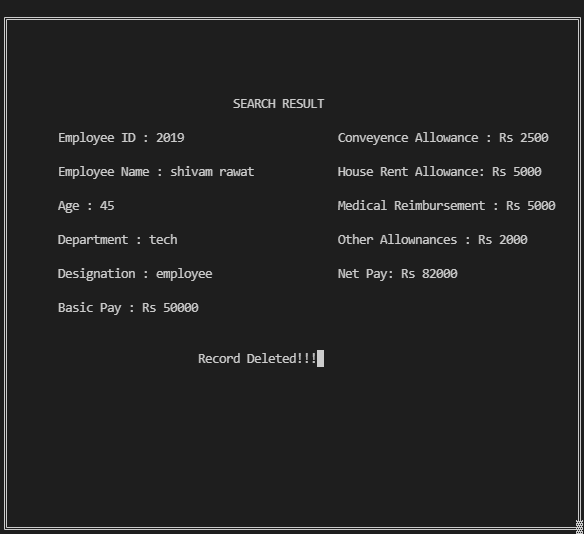 SEARCH RESULT
Employee ID : 2019
Conveyence Allowance : Rs 2500
Employee Name : shivam rawat
House Rent Allowance: Rs 5000
Age : 45
Medical Reimbursement : Rs 5000
Department : tech
Other Allownances : Rs 2000
Designation : employee
Net Pay: Rs 82000
Basic Pay : Rs 50000
Record Deleted!!!